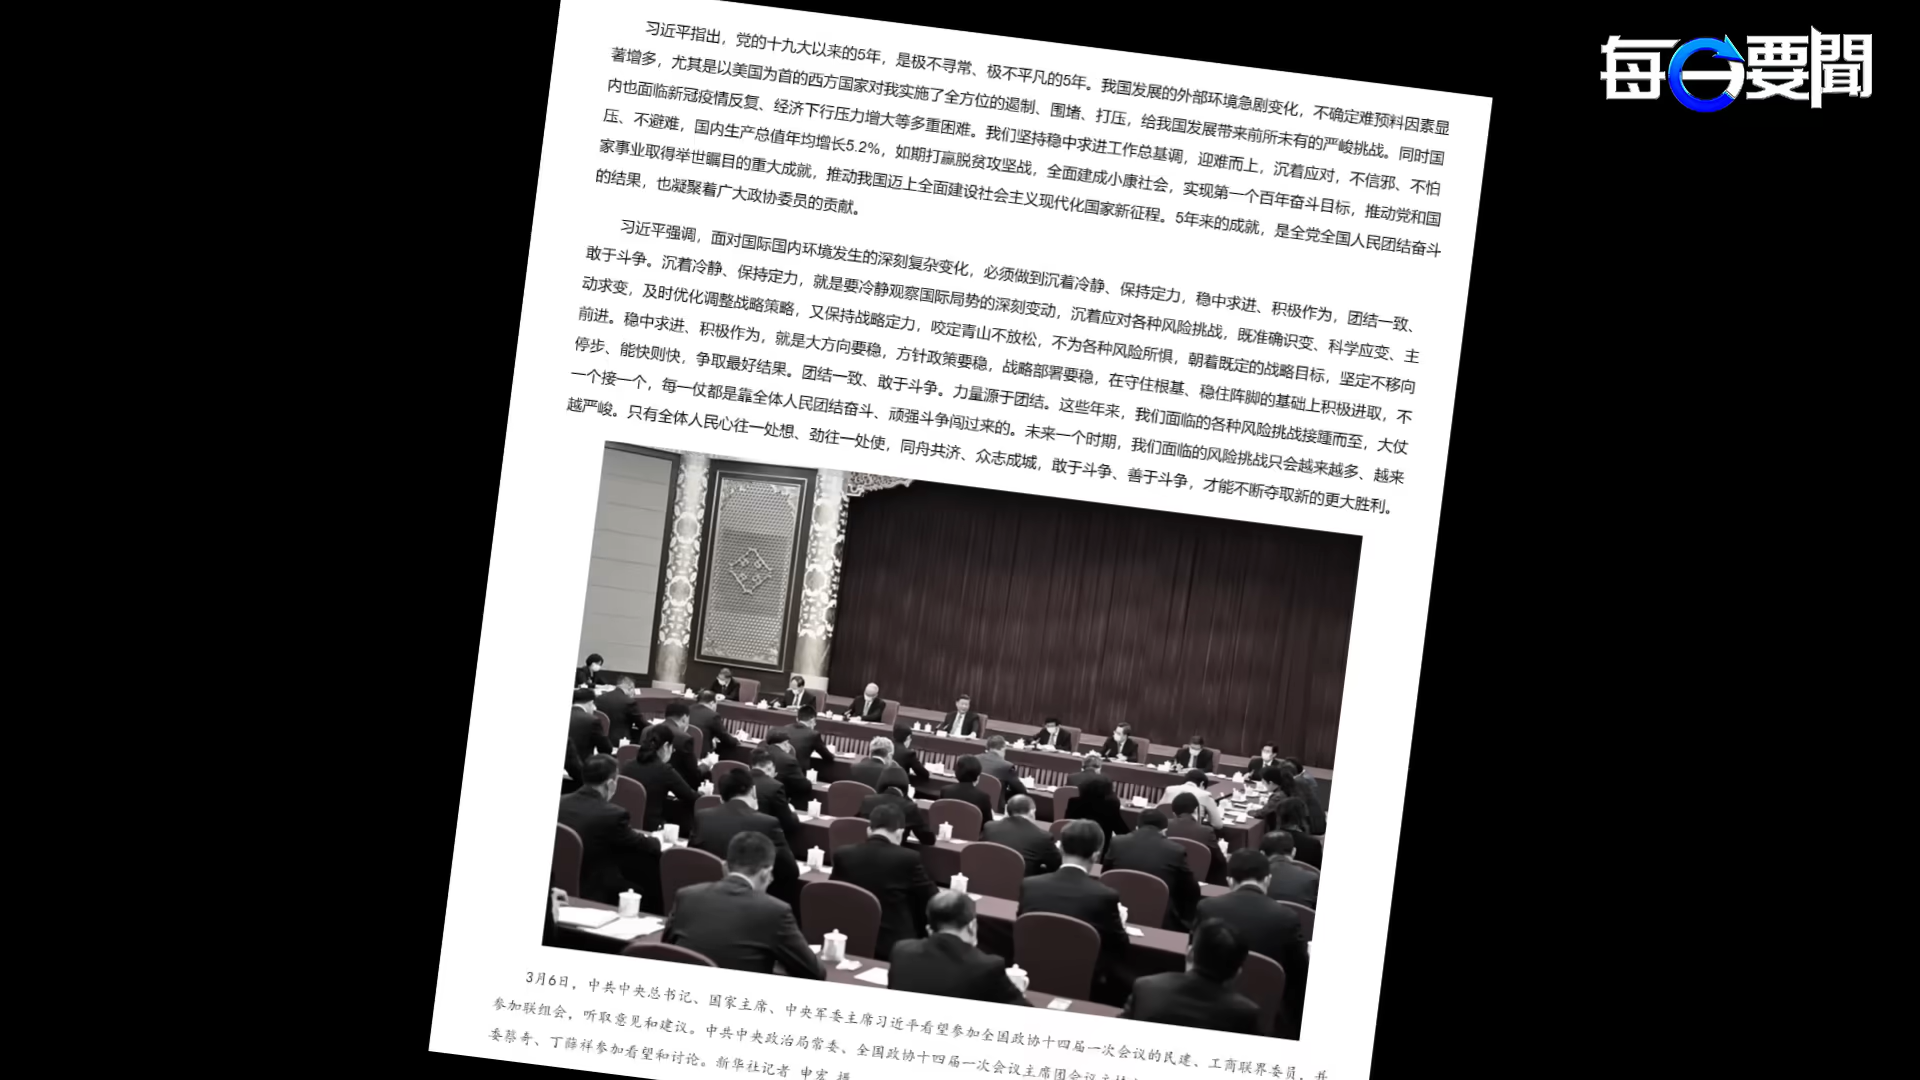 每日要聞
习近平指出，党的十九大以来的5年，是极不寻常、极不平凡的5年。我国发展的外部环境急剧变化，不确定难预料因素显
著增多，尤其是以美国为首的西方国家对我实施了全方位的遏制、围堵、打压，给我国发展带来前所未有的严峻挑战。同时国
内也面临新冠疫情反复、经济下行压力增大等多重困难。我们坚持稳中求进工作总基调，迎难而上，沉着应对，不信邪、不怕
压、不避难，国内生产总值年均增长5.2%，如期打赢脱贫攻坚战，全面建成小康社会，实现第一个百年奋斗目标，推动党和国
家事业取得举世瞩目的重大成就，推动我国迈上全面建设社会主义现代化国家新征程。5年来的成就，是全党全国人民团结奋斗
的结果，也凝聚着广大政协委员的贡献。
习近平强调，面对国际国内环境发生的深刻复杂变化，必须做到沉着冷静、保持定力，稳中求进、积极作为，团结一致、
敢于斗争。沉着冷静、保持定力，就是要冷静观察国际局势的深刻变动，沉着应对各种风险挑战，既准确识变、科学应变、主
动求变，及时优化调整战略策略，又保持战略定力，咬定青山不放松，不为各种风险所惧，朝着既定的战略目标，坚定不移向
前进。稳中求进、积极作为，就是大方向要稳，方针政策要稳，战略部署要稳，在守住根基、稳住阵脚的基础上积极进取，不
停步、能快则快，争取最好结果。团结一致、敢于斗争。力量源于团结。这些年来，我们面临的各种风险挑战接踵而至，大仗
一个接一个，每一仗都是靠全体人民团结奋斗、顽强斗争闯过来的。未来一个时期，我们面临的风险挑战只会越来越多、越来
越严峻。只有全体人民心往一处想、劲往一处使，同舟共济、众志成城，敢于斗争、善于斗争，才能不断夺取新的更大胜利。
3月6日，中共中央总书记、国家主席、中央军委主席习近平看望参加全国政协十四届一次会议的民建、工商联界委员，并
参加联组会，听取意见和建议。中共中央政治局常委、全国政协十四届一次会议主席团会议主持
委蔡奇、丁薛祥参加看望和讨论。新华社记者 申宏 摄